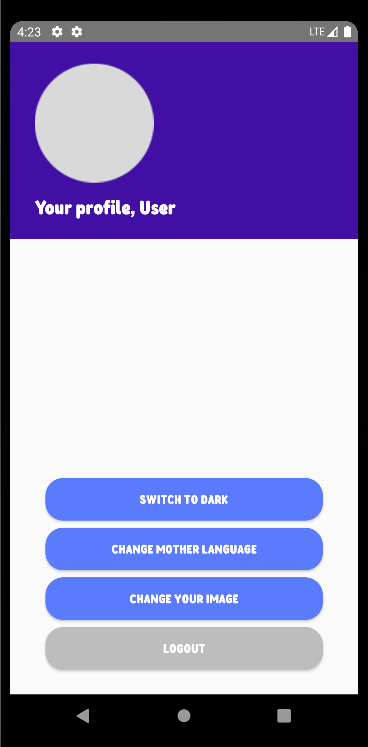 4:23
LTE
Your profile, User
SWITCH TO DARK
CHANGE MOTHER LANGUAGE
CHANGE YOUR IMAGE
LOGOUT